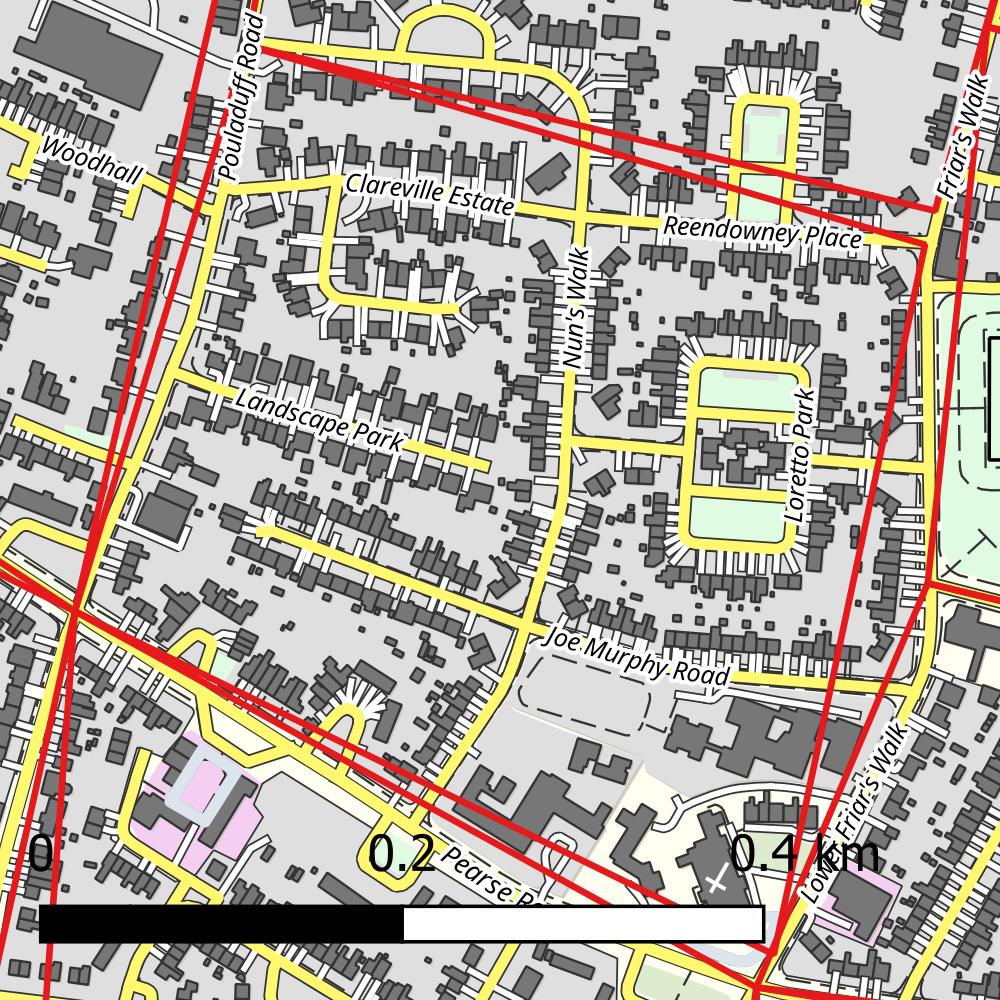 Pouladuff Road
Friar's Walk
Woodhall
Clareville Estate
Reendowney Place
Nun's Walk
Landscape Park
Loretto Park
Joe Murphy Road
Lower Friar's Walk
0 0.2 0.4 km
Pearse